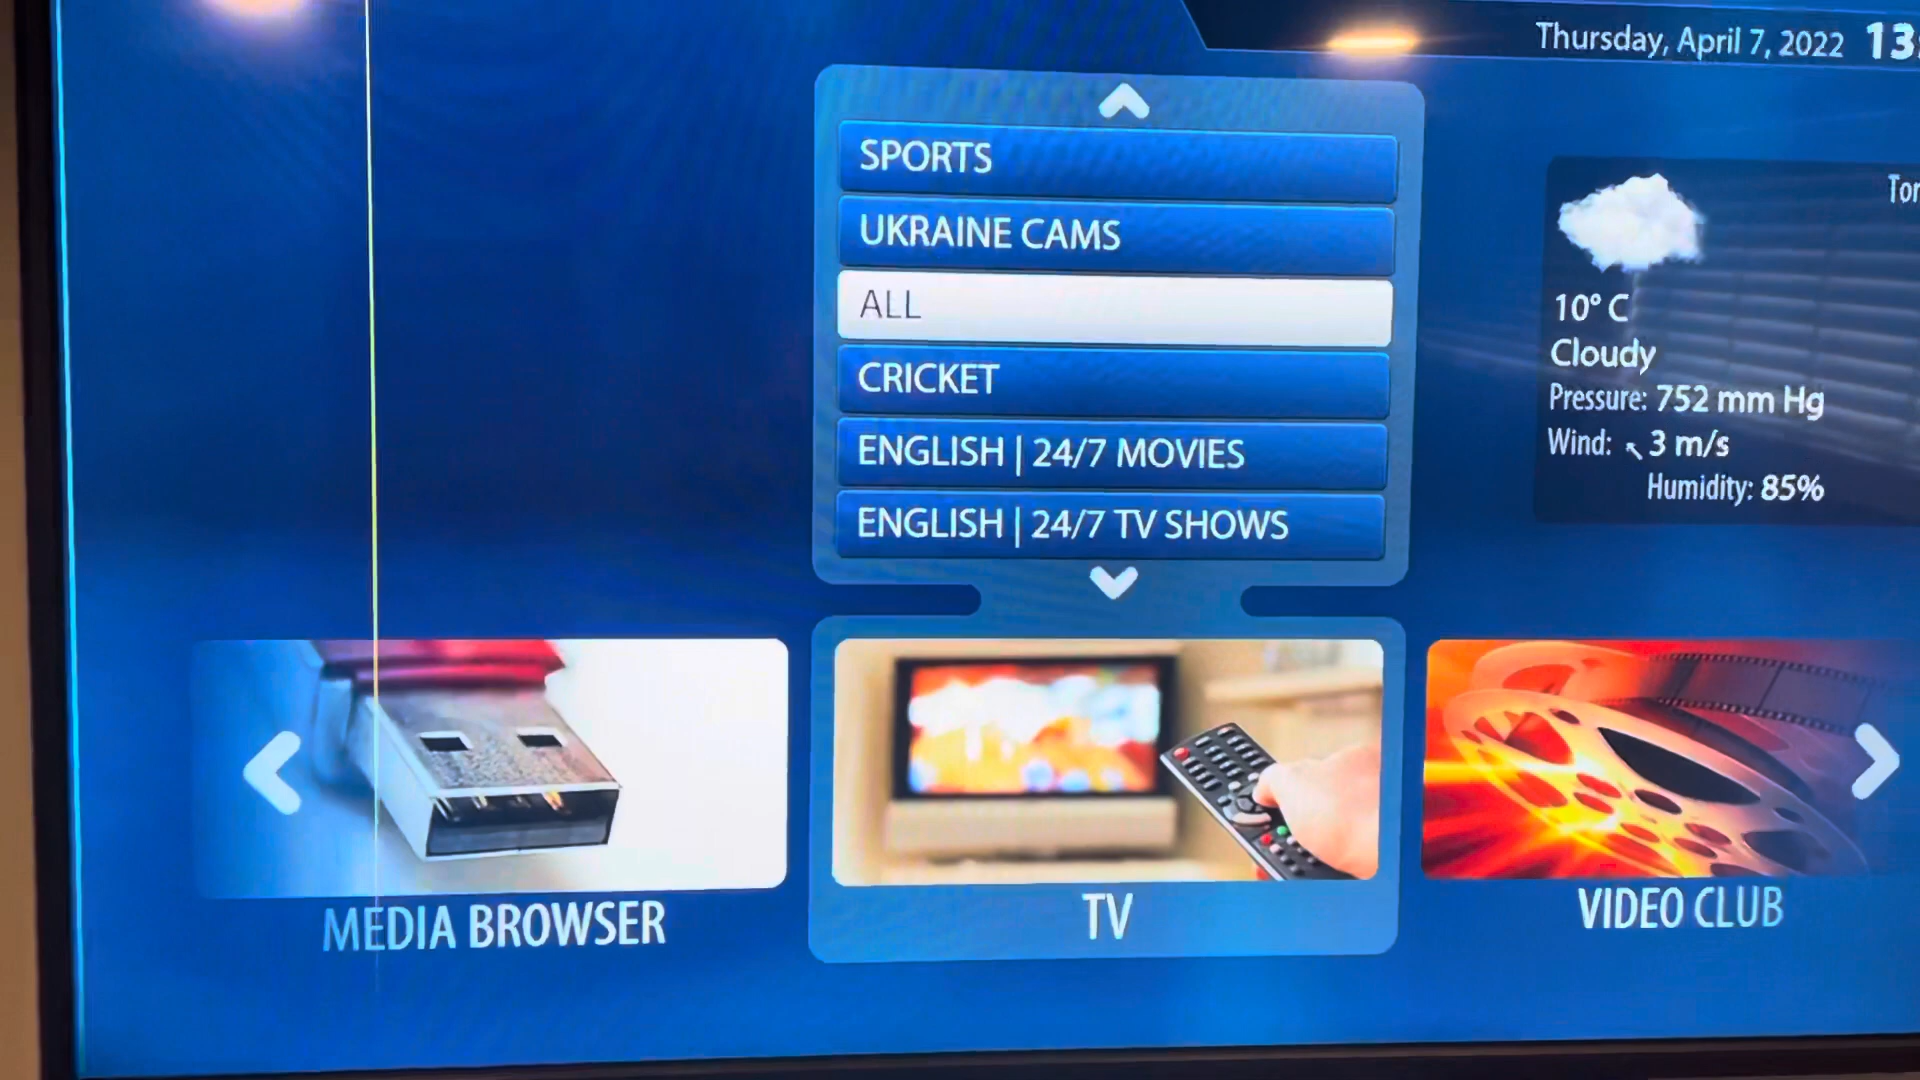 Thursday, April 7, 2022 13
SPORTS
UKRAINE CAMS
ALL
CRICKET
ENGLISH | 24/7 MOVIES
ENGLISH | 24/7 TV SHOWS
10° C
Cloudy
Pressure: 752 mm Hg
Wind: 3 m/s
Humidity: 85%
MEDIA BROWSER
TV
VIDEO CLUB